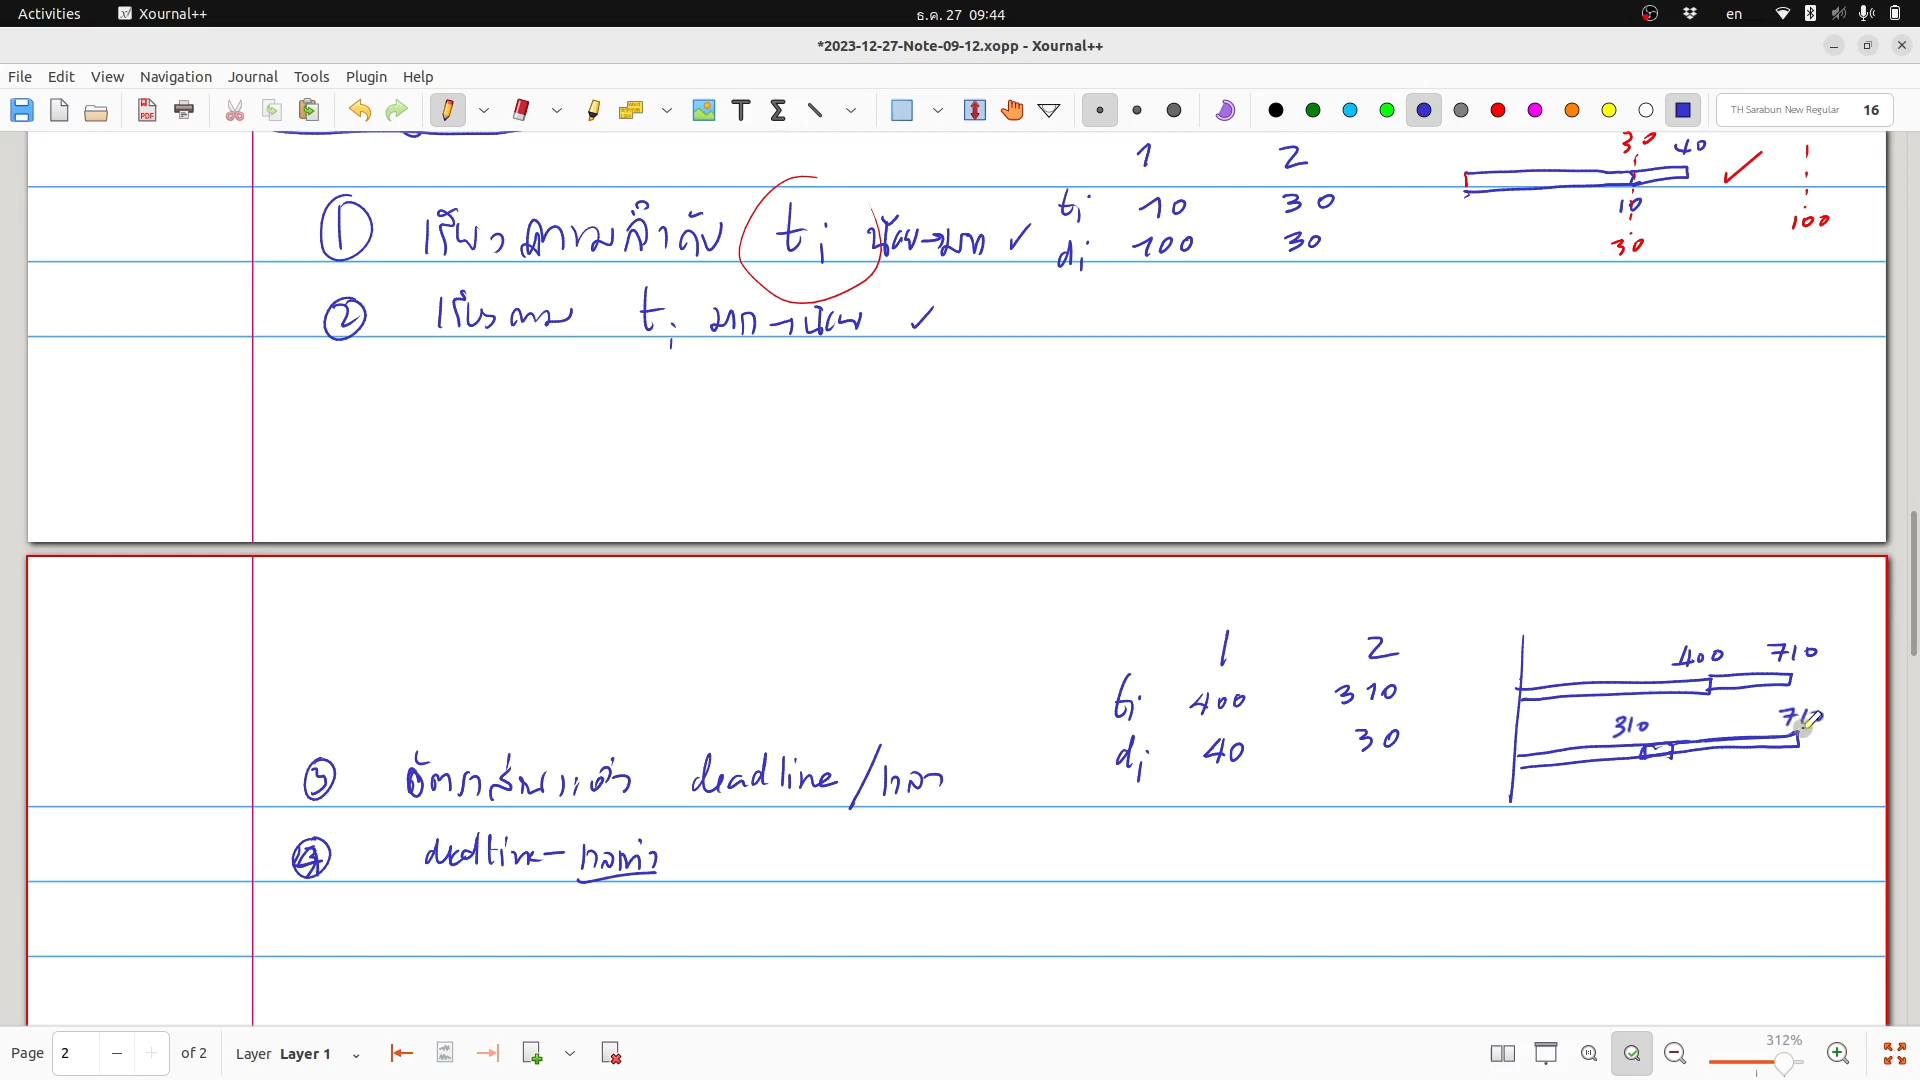 Activities Xournal++ ธ.ค. 27 09:44 en
*2023-12-27-Note-09-12.xopp - Xournal++
File Edit View Navigation Journal Tools Plugin Help
TH Sarabun New Regular 16
1 2 30 40
① เรียงตามลำดับ ti น้อย→มาก ✓ ti 10 30 10 100
di 100 30 30
② เรียงตาม ti มาก→น้อย ✓
1 2 400 710
ti 400 310 310 710
di 40 30
③ อัตราส่วนระหว่าง deadline/เวลา
④ deadline-
Page 2 of 2 Layer Layer 1 312%